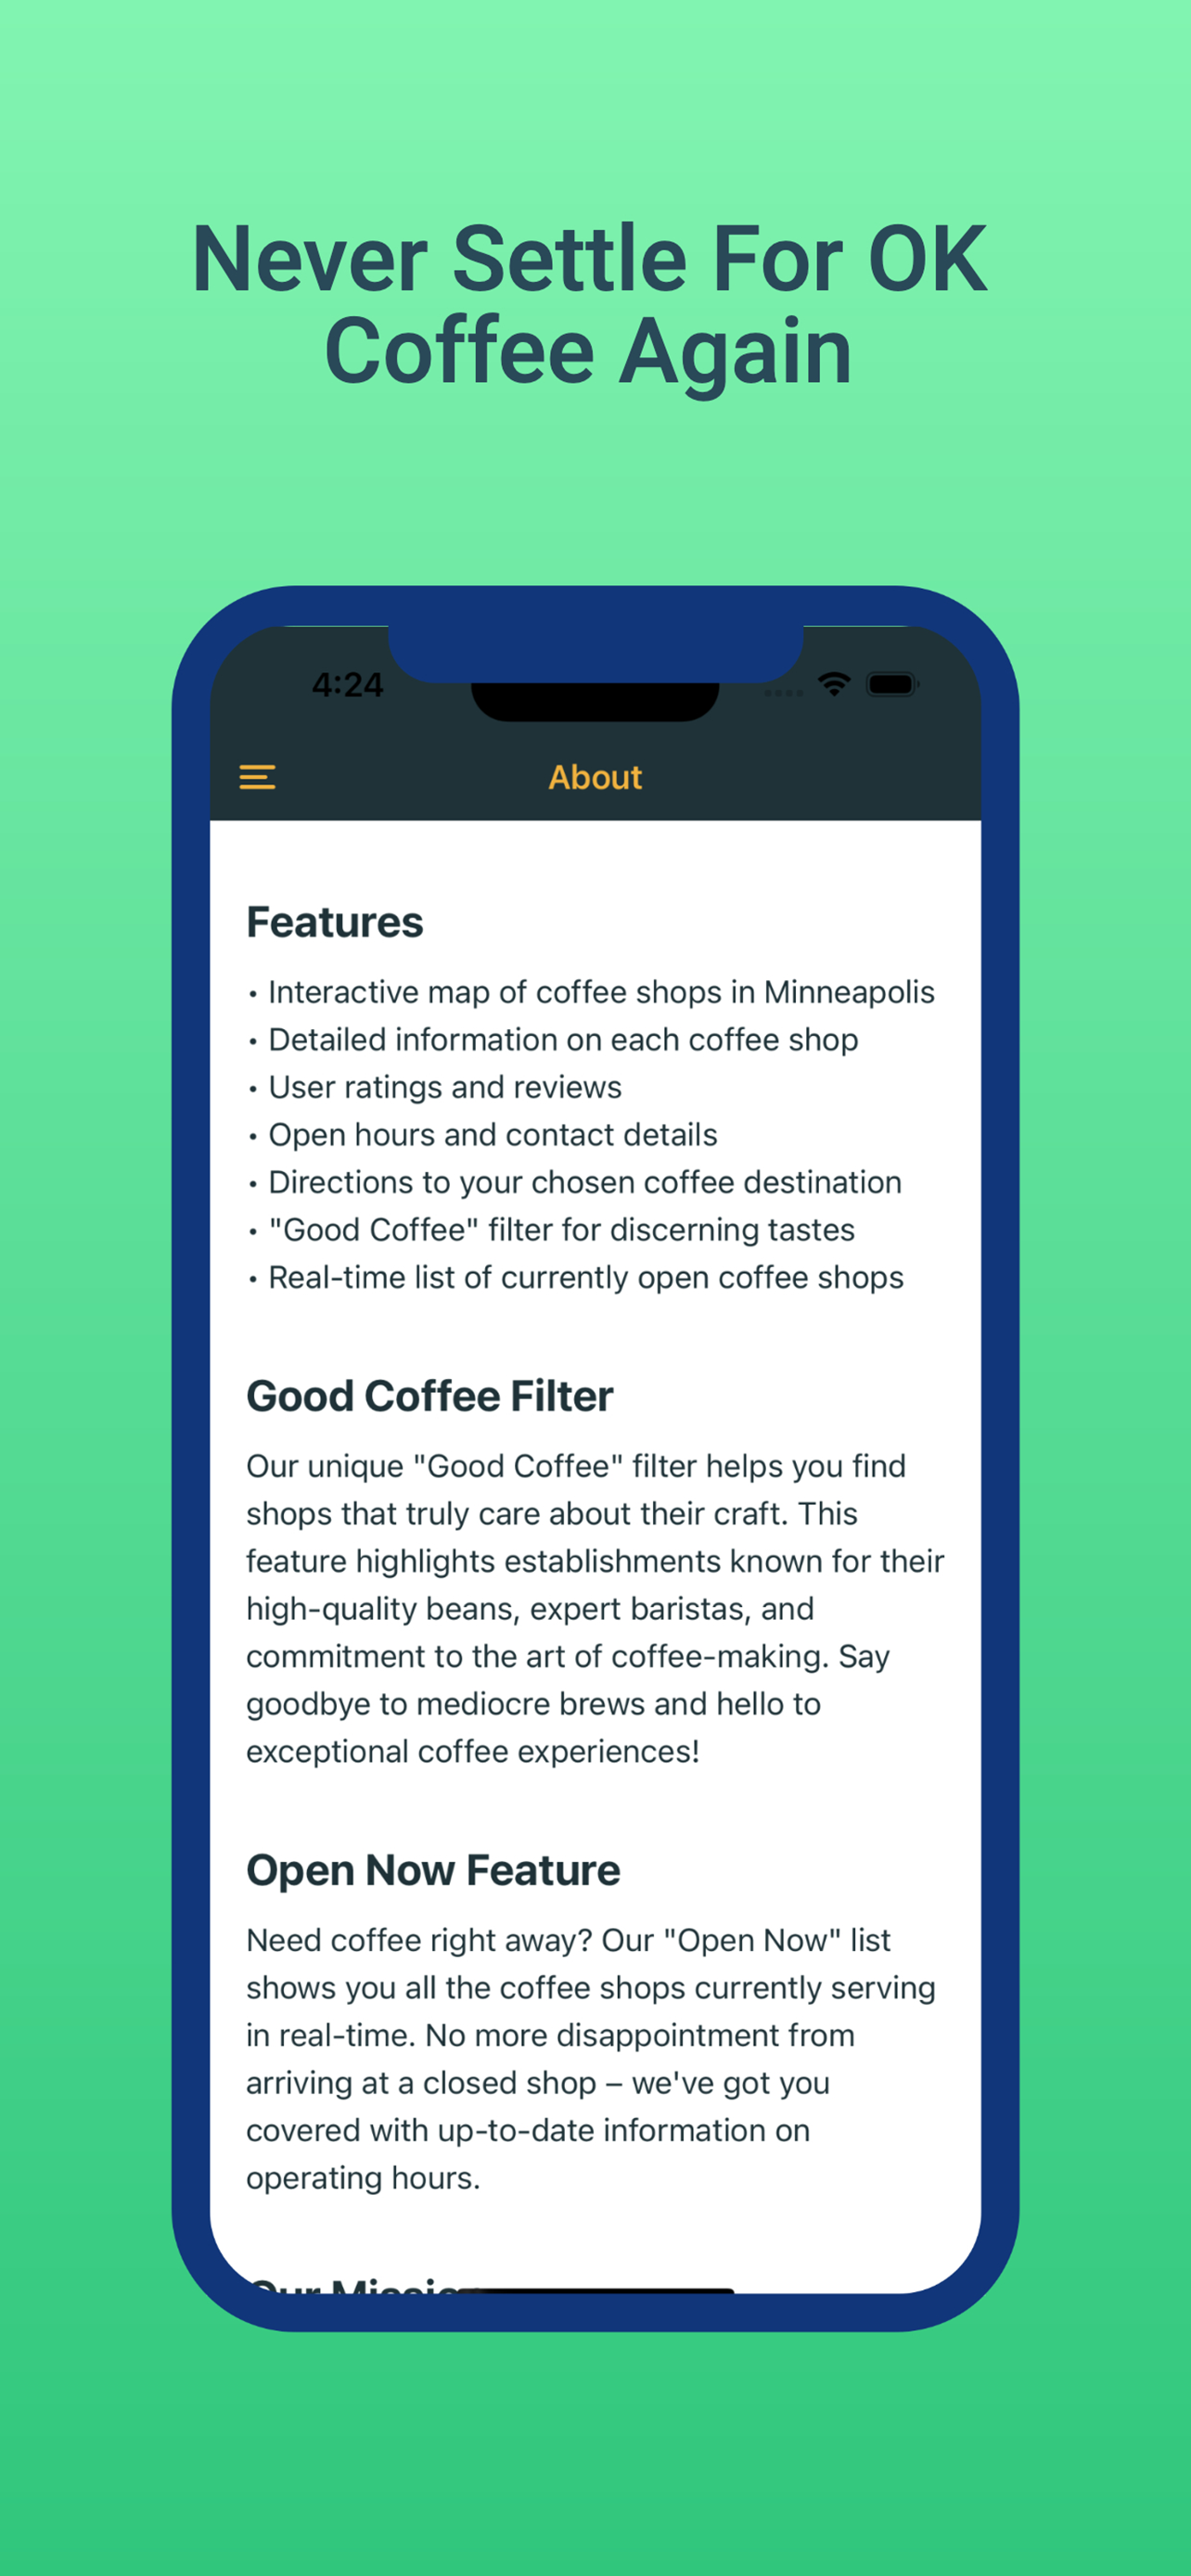 Never Settle For OK
Coffee Again
4:24
About
Features
• Interactive map of coffee shops in Minneapolis
• Detailed information on each coffee shop
• User ratings and reviews
• Open hours and contact details
• Directions to your chosen coffee destination
• "Good Coffee" filter for discerning tastes
• Real-time list of currently open coffee shops
Good Coffee Filter
Our unique "Good Coffee" filter helps you find
shops that truly care about their craft. This
feature highlights establishments known for their
high-quality beans, expert baristas, and
commitment to the art of coffee-making. Say
goodbye to mediocre brews and hello to
exceptional coffee experiences!
Open Now Feature
Need coffee right away? Our "Open Now" list
shows you all the coffee shops currently serving
in real-time. No more disappointment from
arriving at a closed shop – we've got you
covered with up-to-date information on
operating hours.
Our